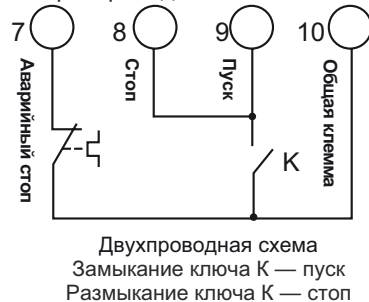 7 8 9 10
Аварийный стоп
Стоп
Пуск
Общая клемма
K
Двухпроводная схема
Замыкание ключа К — пуск
Размыкание ключа К — стоп